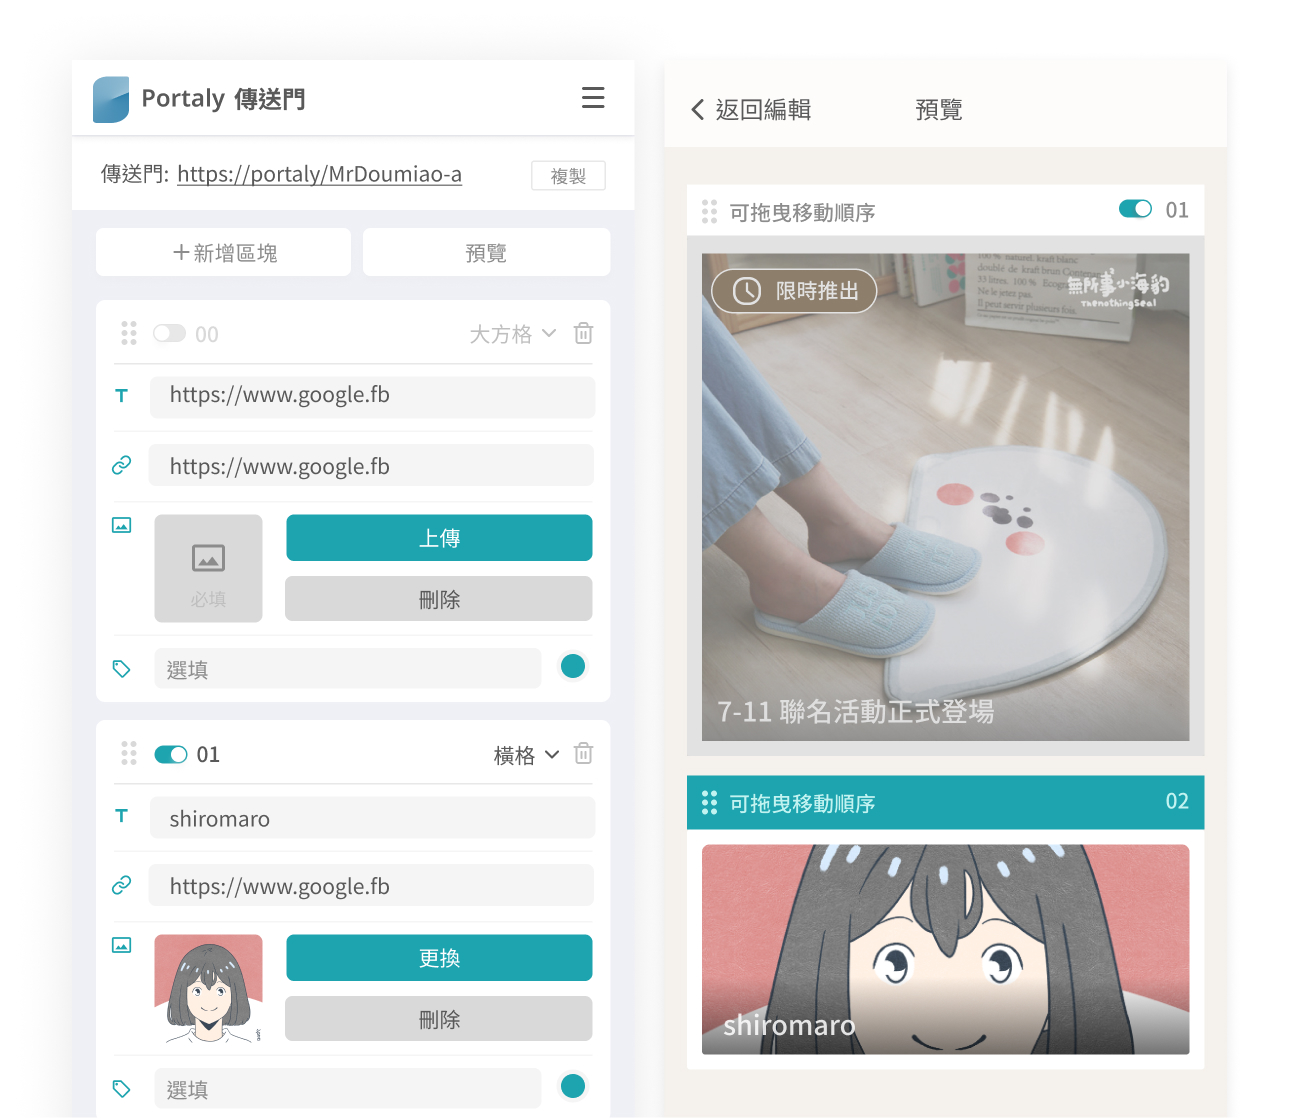 Portaly 傳送門
傳送門: https://portaly/MrDoumiao-a
複製
＋新增區塊
預覽
00
大方格
https://www.google.fb
https://www.google.fb
上傳
必填
刪除
選填
01
橫格
shiromaro
https://www.google.fb
更換
刪除
選填
返回編輯
預覽
可拖曳移動順序
01
限時推出
100 % naturel. kraft blanc
double de kraft brun
33 litres. 100 %
Ne le jetez pas.
Il peut servir plusieurs fois.
無所事小海豹
Thenothingseal
7-11 聯名活動正式登場
可拖曳移動順序
02
shiromaro